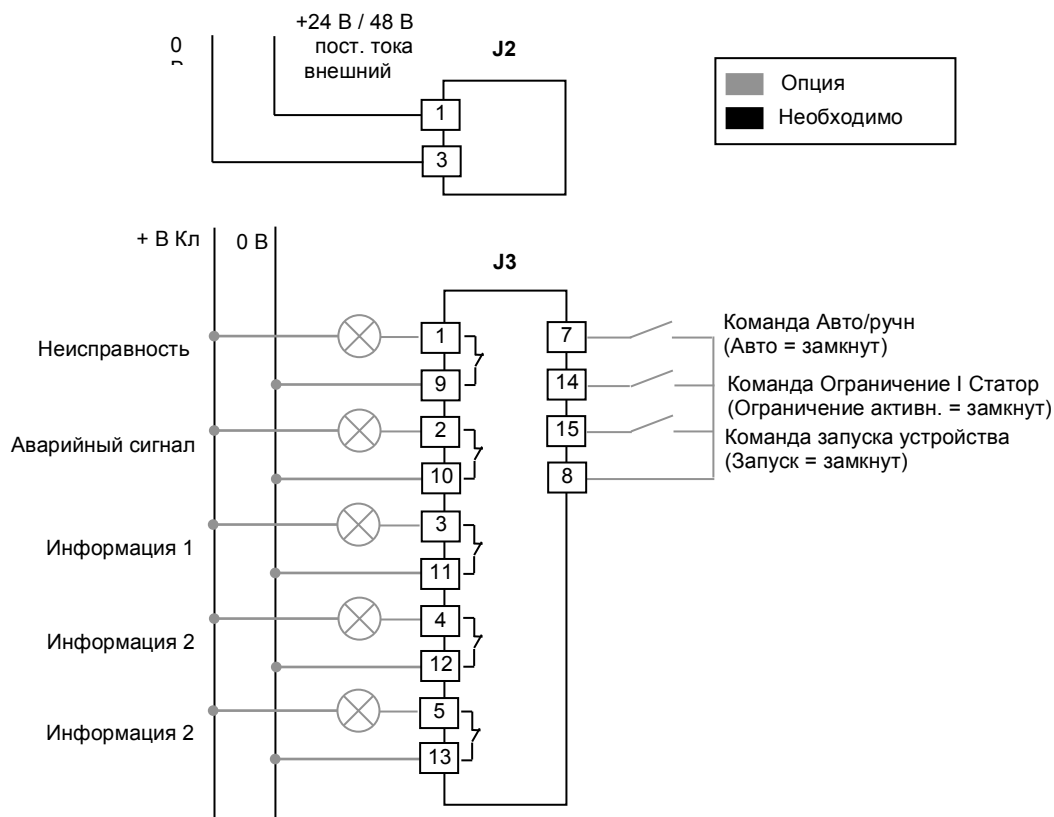 +24 В / 48 В
пост. тока
внешний
0
J2
1
3
Опция
Необходимо
+ В Кл
0 В
J3
Неисправность
1
9
Аварийный сигнал
2
10
Информация 1
3
11
Информация 2
4
12
Информация 2
5
13
7
14
15
8
Команда Авто/ручн
(Авто = замкнут)
Команда Ограничение I Статор
(Ограничение активн. = замкнут)
Команда запуска устройства
(Запуск = замкнут)